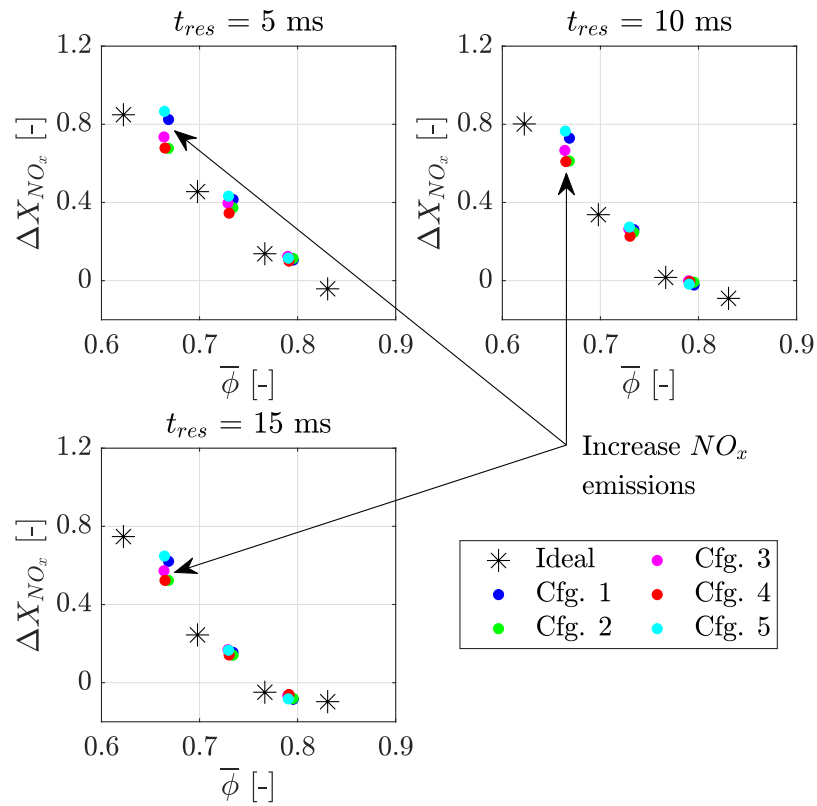 t_res = 5 ms
1.2
0.8
0.4
0
ΔX_NO_x [-]
0.6 0.7 0.8 0.9
ϕ̅ [-]
t_res = 10 ms
1.2
0.8
0.4
0
ΔX_NO_x [-]
0.6 0.7 0.8 0.9
ϕ̅ [-]
t_res = 15 ms
1.2
0.8
0.4
0
ΔX_NO_x [-]
0.6 0.7 0.8 0.9
ϕ̅ [-]
Increase NO_x
emissions
Ideal Cfg. 3
Cfg. 1 Cfg. 4
Cfg. 2 Cfg. 5